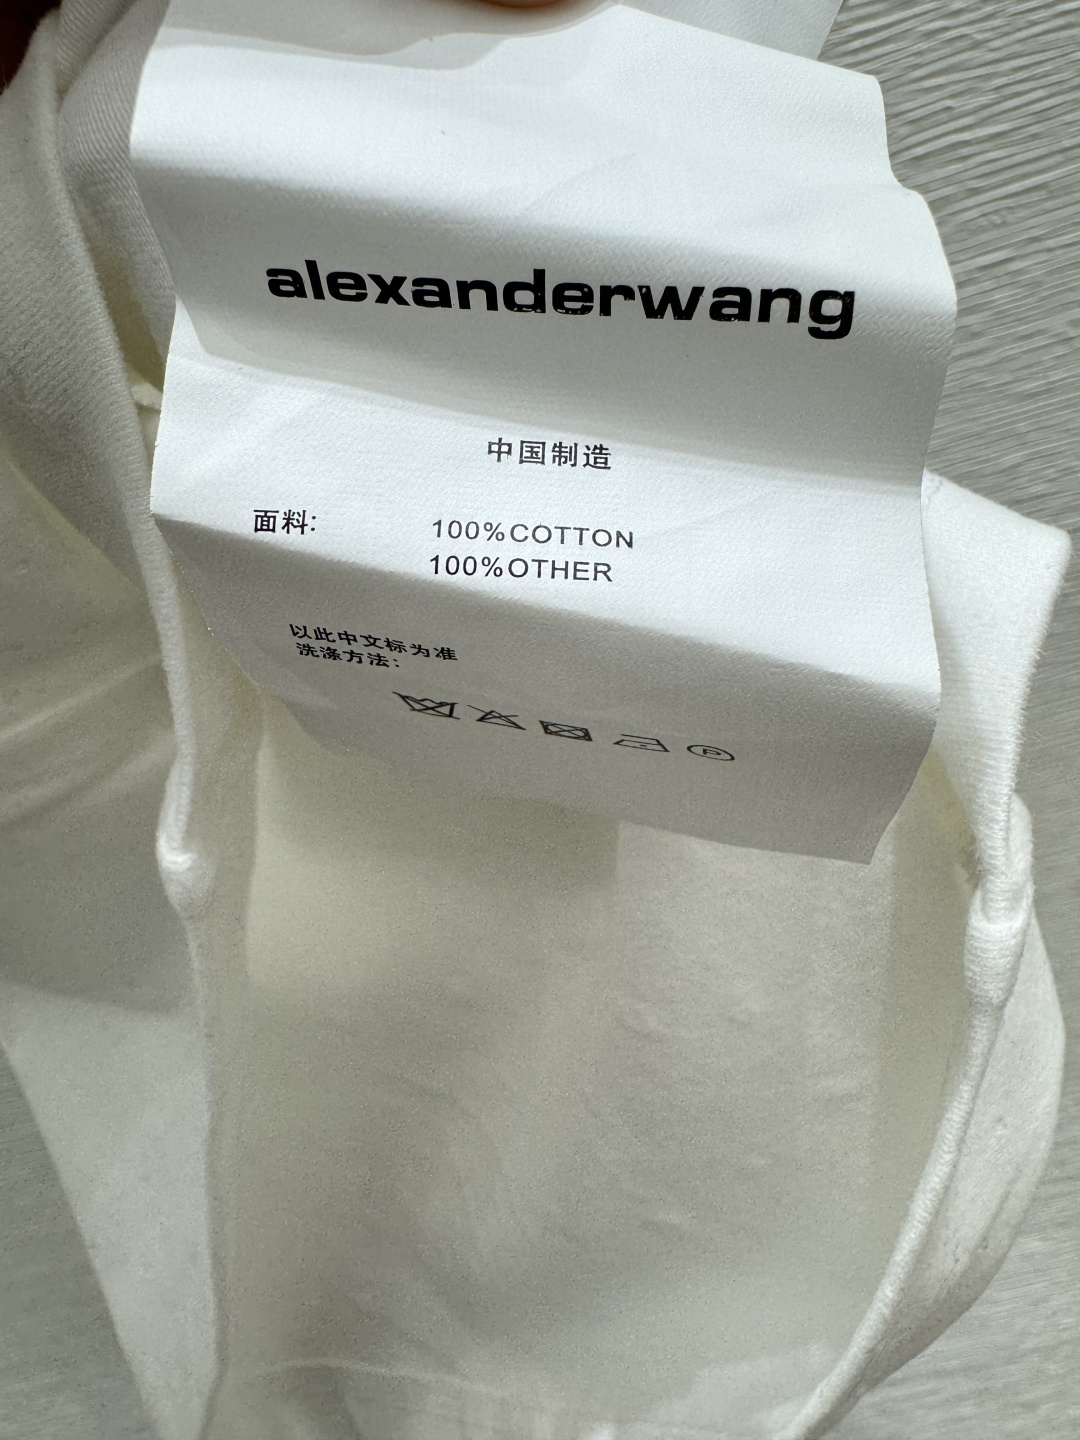 alexanderwang
中国制造
面料: 100%COTTON
100%OTHER
以此中文标为准
洗涤方法:
P